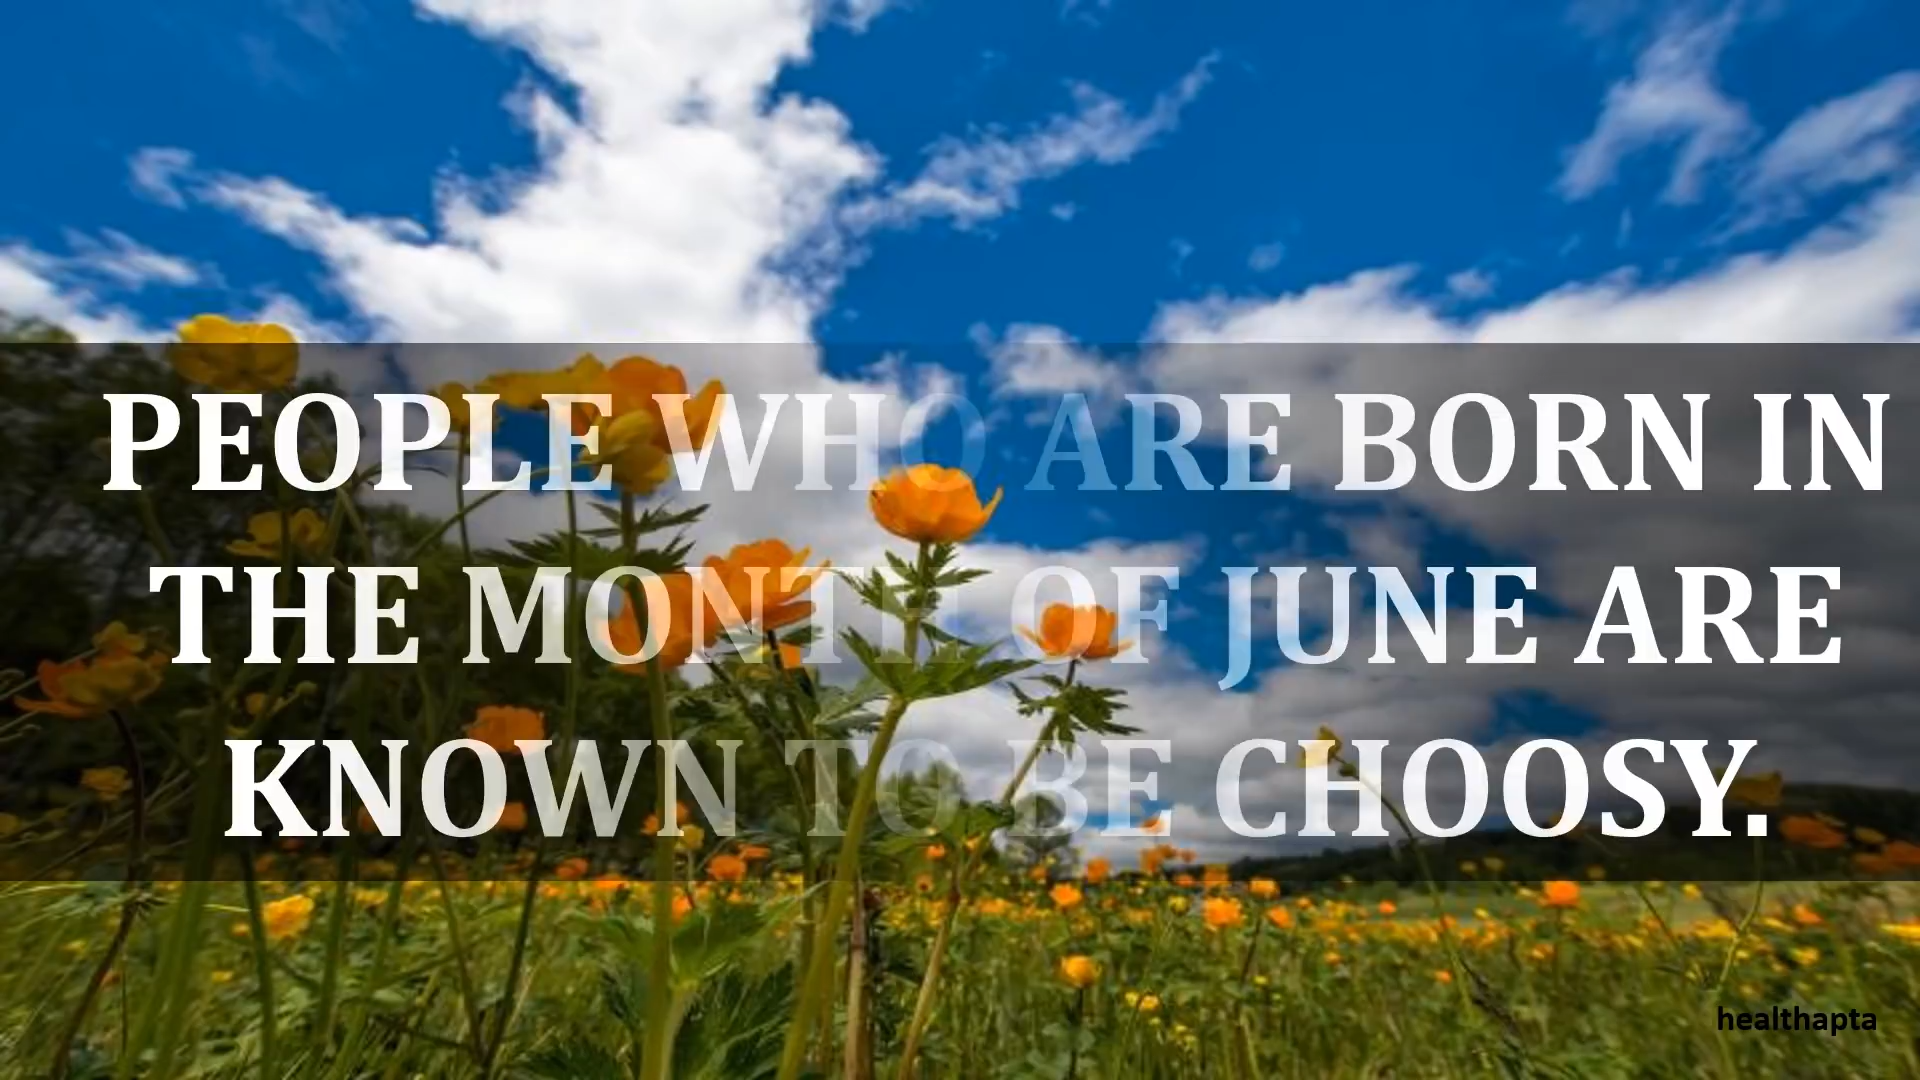 PEOPLE WHO ARE BORN IN
THE MONTH OF JUNE ARE
KNOWN TO BE CHOOSY.
healthapta